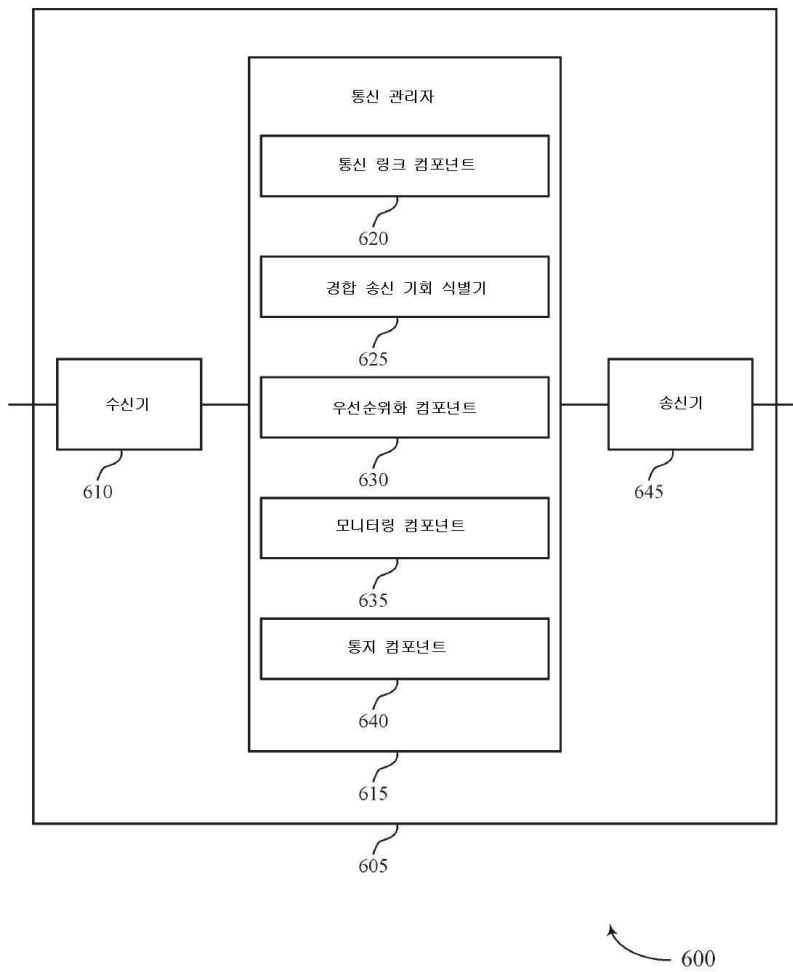 통신 관리자
통신 링크 컴포넌트
620
경합 송신 기회 식별기
625
수신기
610
우선순위화 컴포넌트
630
송신기
645
모니터링 컴포넌트
635
통지 컴포넌트
640
615
605
600